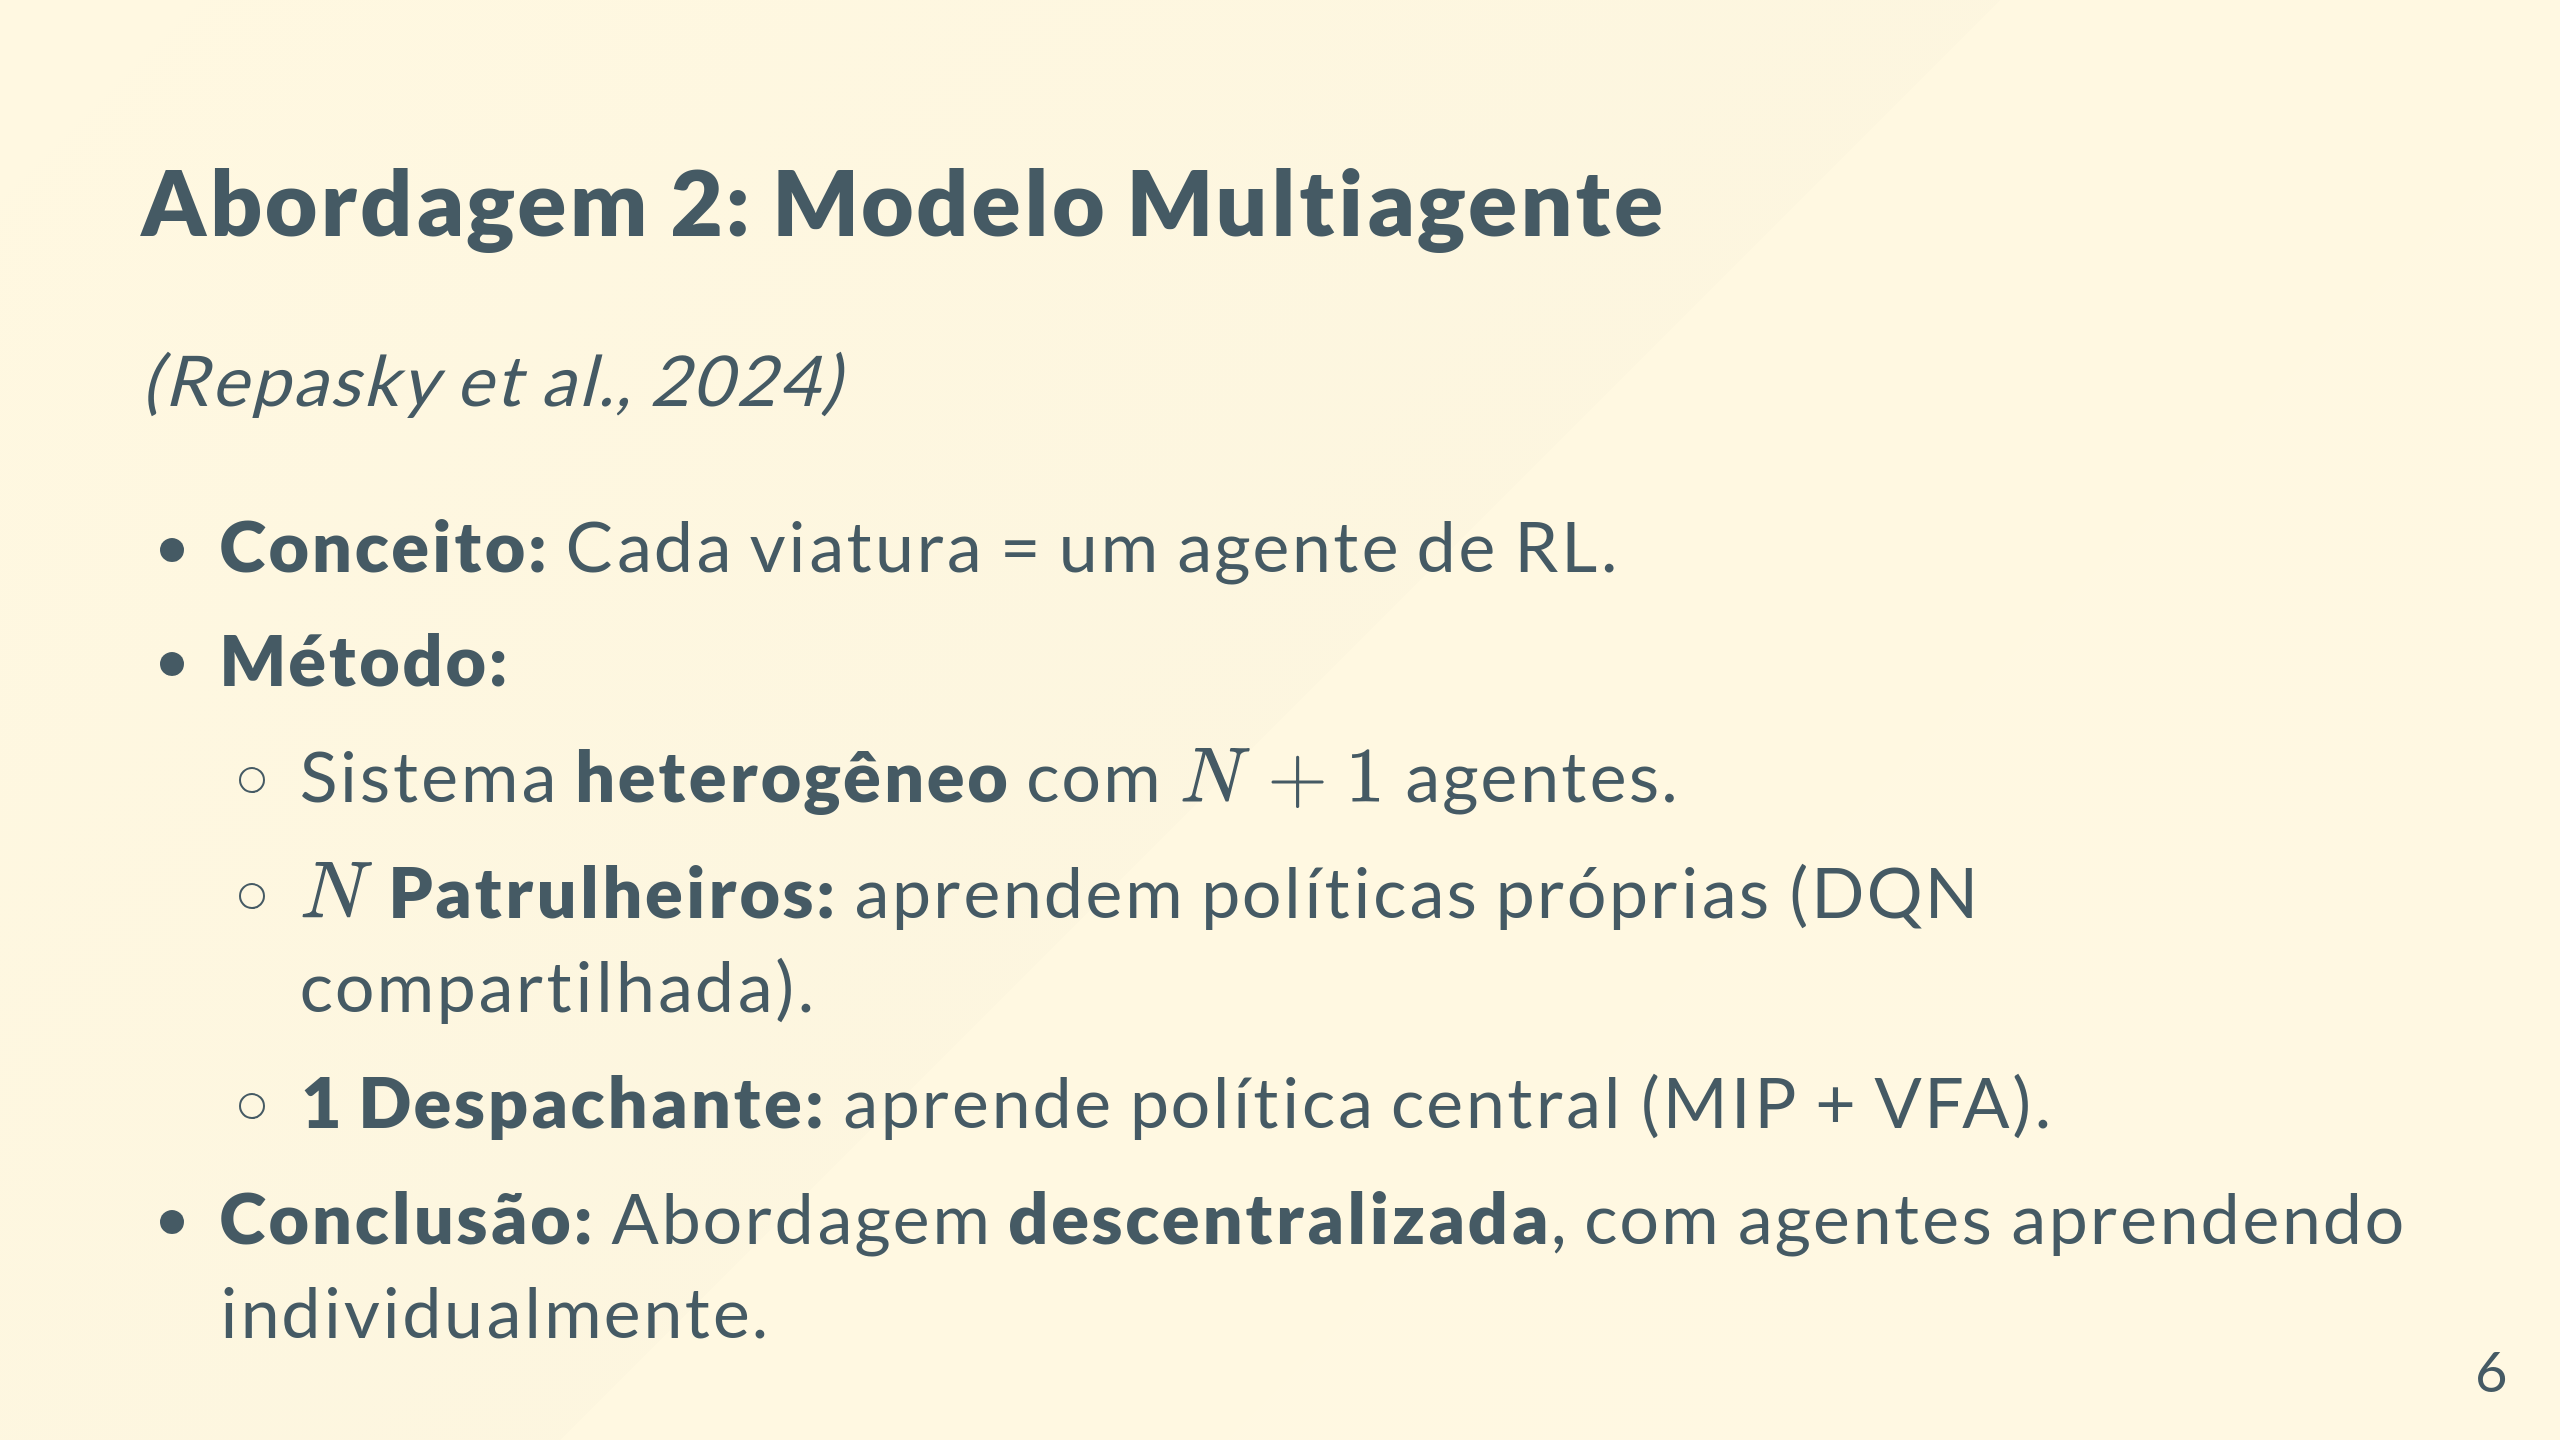 Abordagem 2: Modelo Multiagente
(Repasky et al., 2024)
• Conceito: Cada viatura = um agente de RL.
• Método:
○ Sistema heterogêneo com N + 1 agentes.
○ N Patrulheiros: aprendem políticas próprias (DQN
compartilhada).
○ 1 Despachante: aprende política central (MIP + VFA).
• Conclusão: Abordagem descentralizada, com agentes aprendendo
individualmente.
6